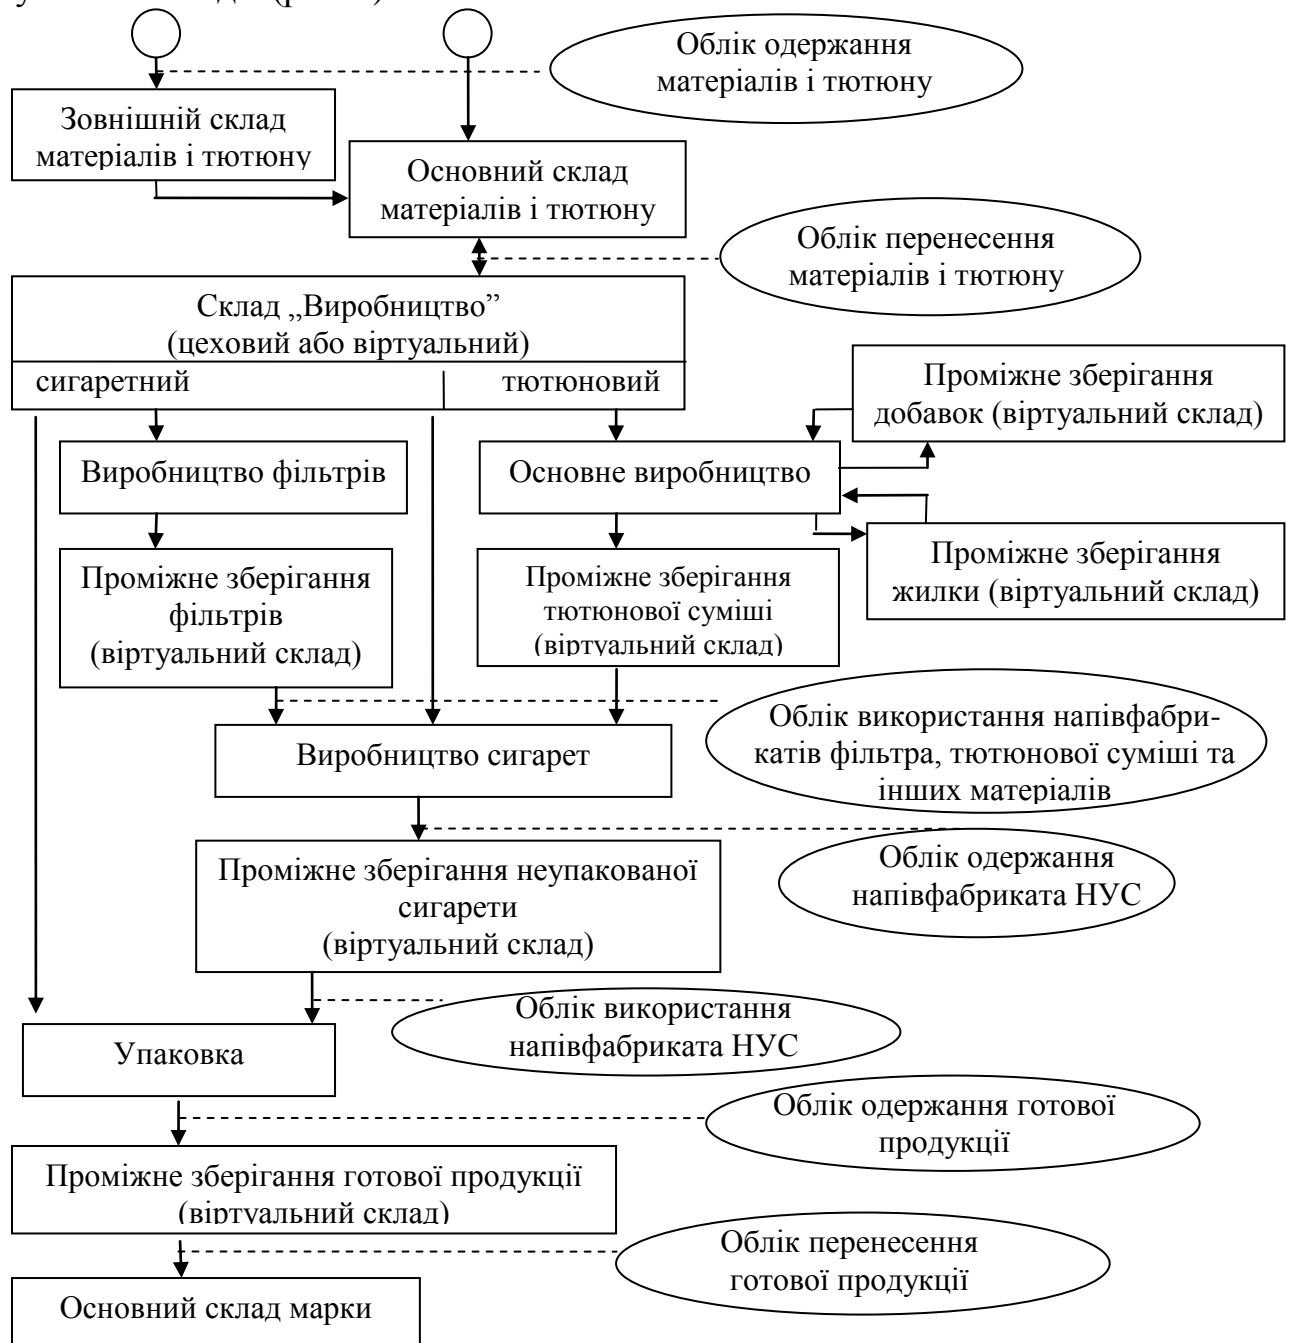 Облік одержання
матеріалів і тютюну
Зовнішній склад
матеріалів і тютюну
Основний склад
матеріалів і тютюну
Облік перенесення
матеріалів і тютюну
Склад „Виробництво”
(цеховий або віртуальний)
сигаретний
тютюновий
Проміжне зберігання
добавок (віртуальний склад)
Виробництво фільтрів
Основне виробництво
Проміжне зберігання
жилки (віртуальний склад)
Проміжне зберігання
фільтрів
(віртуальний склад)
Проміжне зберігання
тютюнової суміші
(віртуальний склад)
Облік використання напівфабри-
катів фільтра, тютюнової суміші та
інших матеріалів
Виробництво сигарет
Облік одержання
напівфабриката НУС
Проміжне зберігання неупакованої
сигарети
(віртуальний склад)
Облік використання
напівфабриката НУС
Упаковка
Облік одержання готової
продукції
Проміжне зберігання готової продукції
(віртуальний склад)
Облік перенесення
готової продукції
Основний склад марки